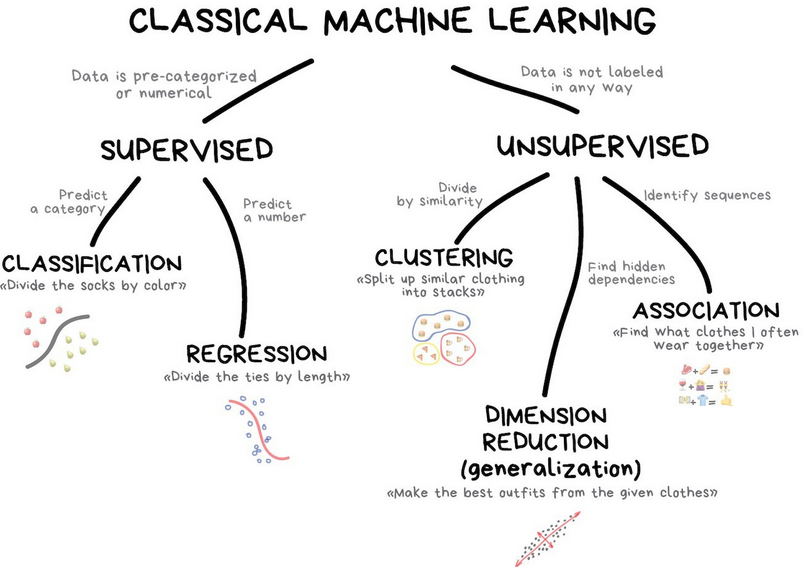 CLASSICAL MACHINE LEARNING
Data is pre-categorized
or numerical
Data is not labeled
in any way
SUPERVISED
UNSUPERVISED
Predict
a category
Predict
a number
Divide
by similarity
Identify sequences
CLASSIFICATION
«Divide the socks by color»
CLUSTERING
«Split up similar clothing
into stacks»
Find hidden
dependencies
ASSOCIATION
«Find what clothes I often
wear together»
REGRESSION
«Divide the ties by length»
+ =
+ =
+ =
DIMENSION
REDUCTION
(generalization)
«Make the best outfits from the given clothes»